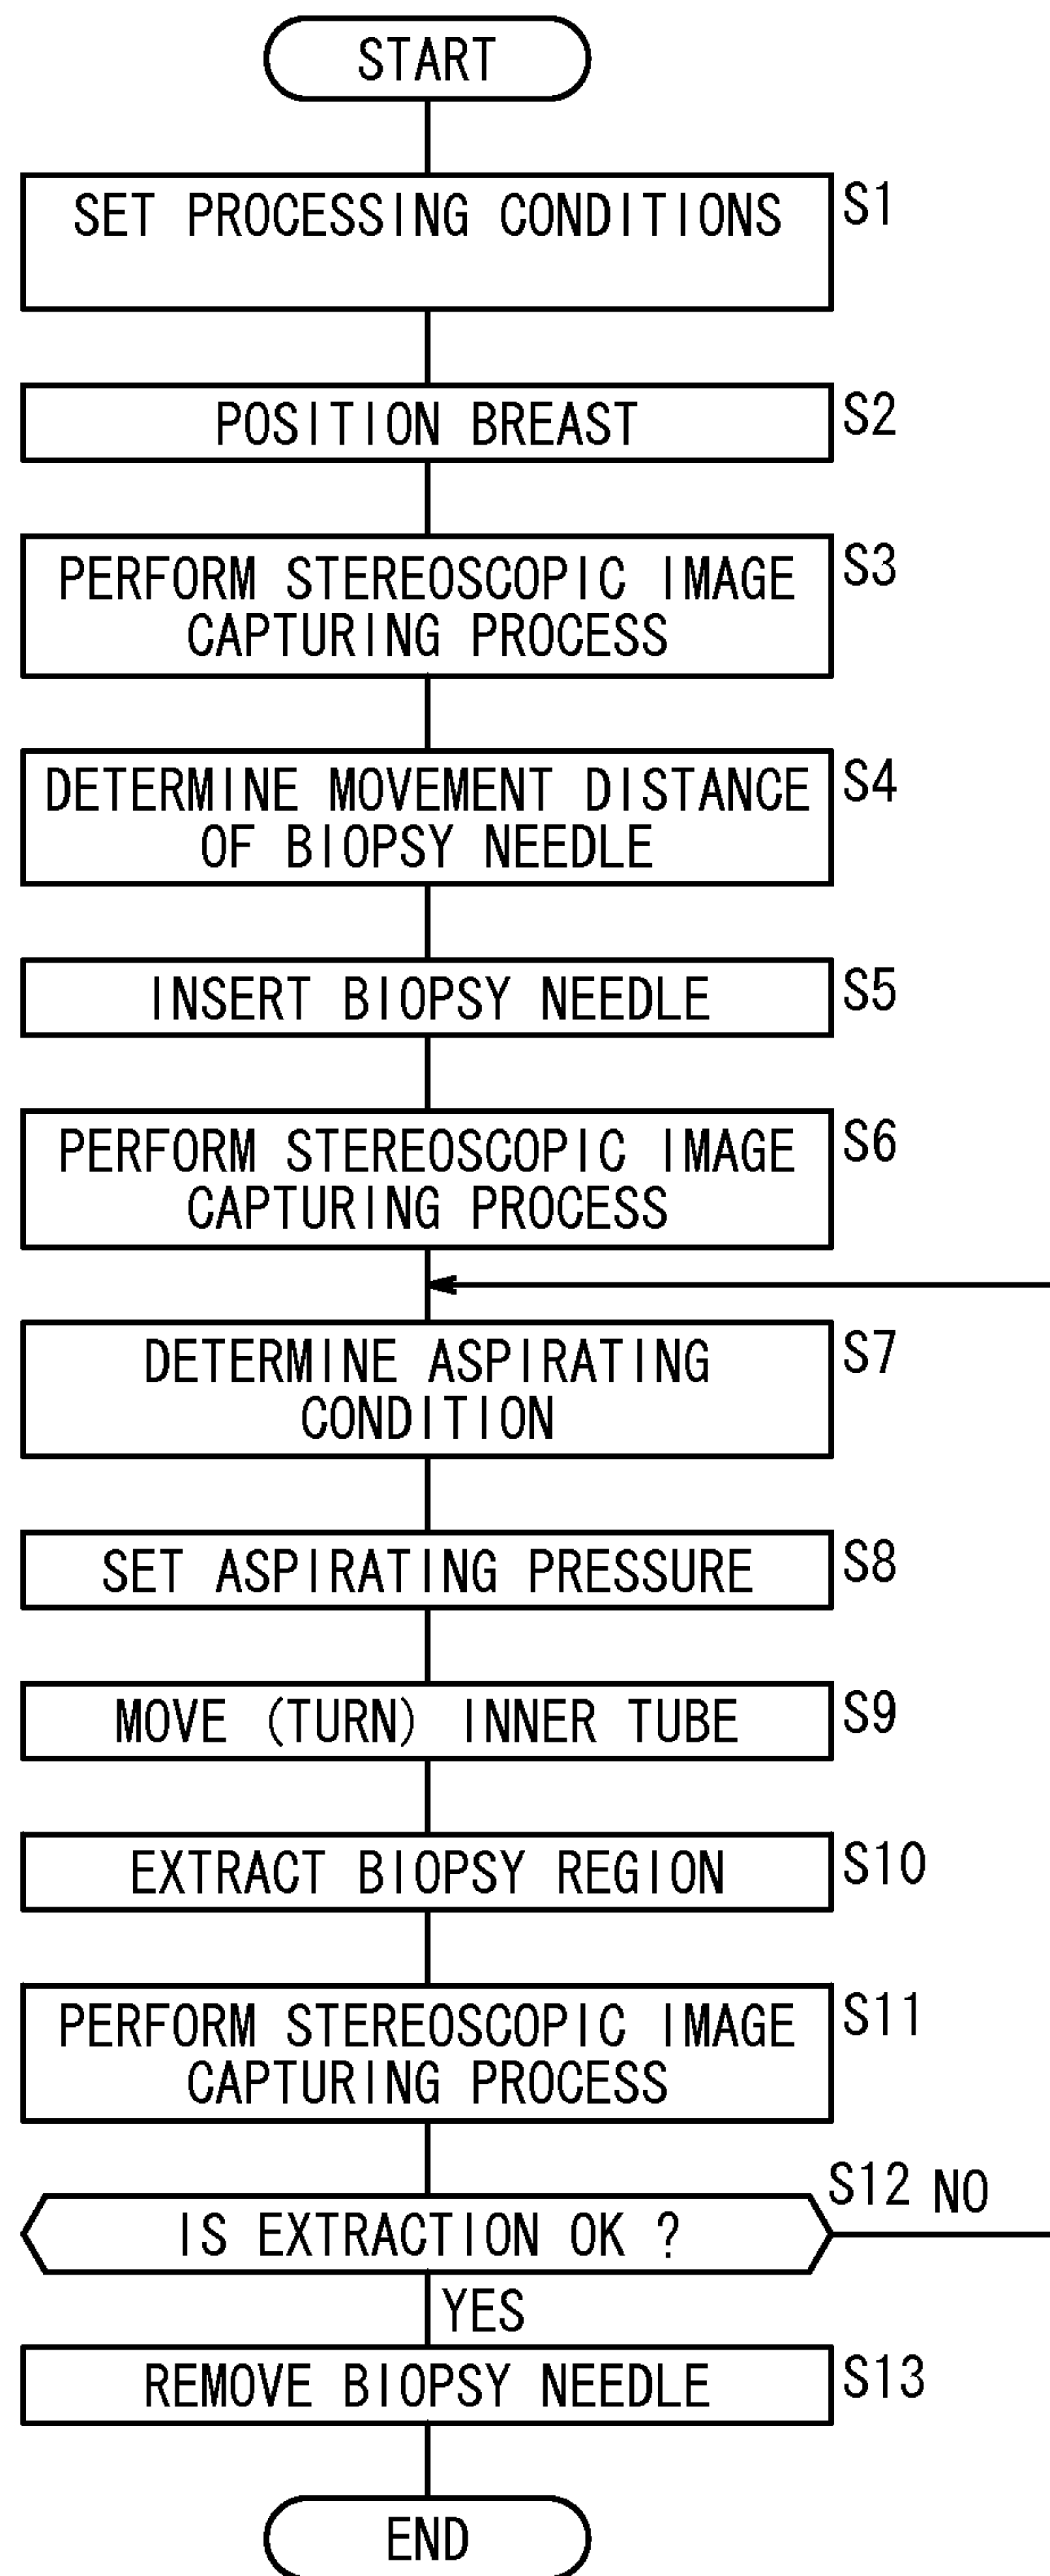 START
SET PROCESSING CONDITIONS
S1
POSITION BREAST
S2
PERFORM STEREOSCOPIC IMAGE
CAPTURING PROCESS
S3
DETERMINE MOVEMENT DISTANCE
OF BIOPSY NEEDLE
S4
INSERT BIOPSY NEEDLE
S5
PERFORM STEREOSCOPIC IMAGE
CAPTURING PROCESS
S6
DETERMINE ASPIRATING
CONDITION
S7
SET ASPIRATING PRESSURE
S8
MOVE (TURN) INNER TUBE
S9
EXTRACT BIOPSY REGION
S10
PERFORM STEREOSCOPIC IMAGE
CAPTURING PROCESS
S11
IS EXTRACTION OK ?
S12 NO
YES
REMOVE BIOPSY NEEDLE
S13
END